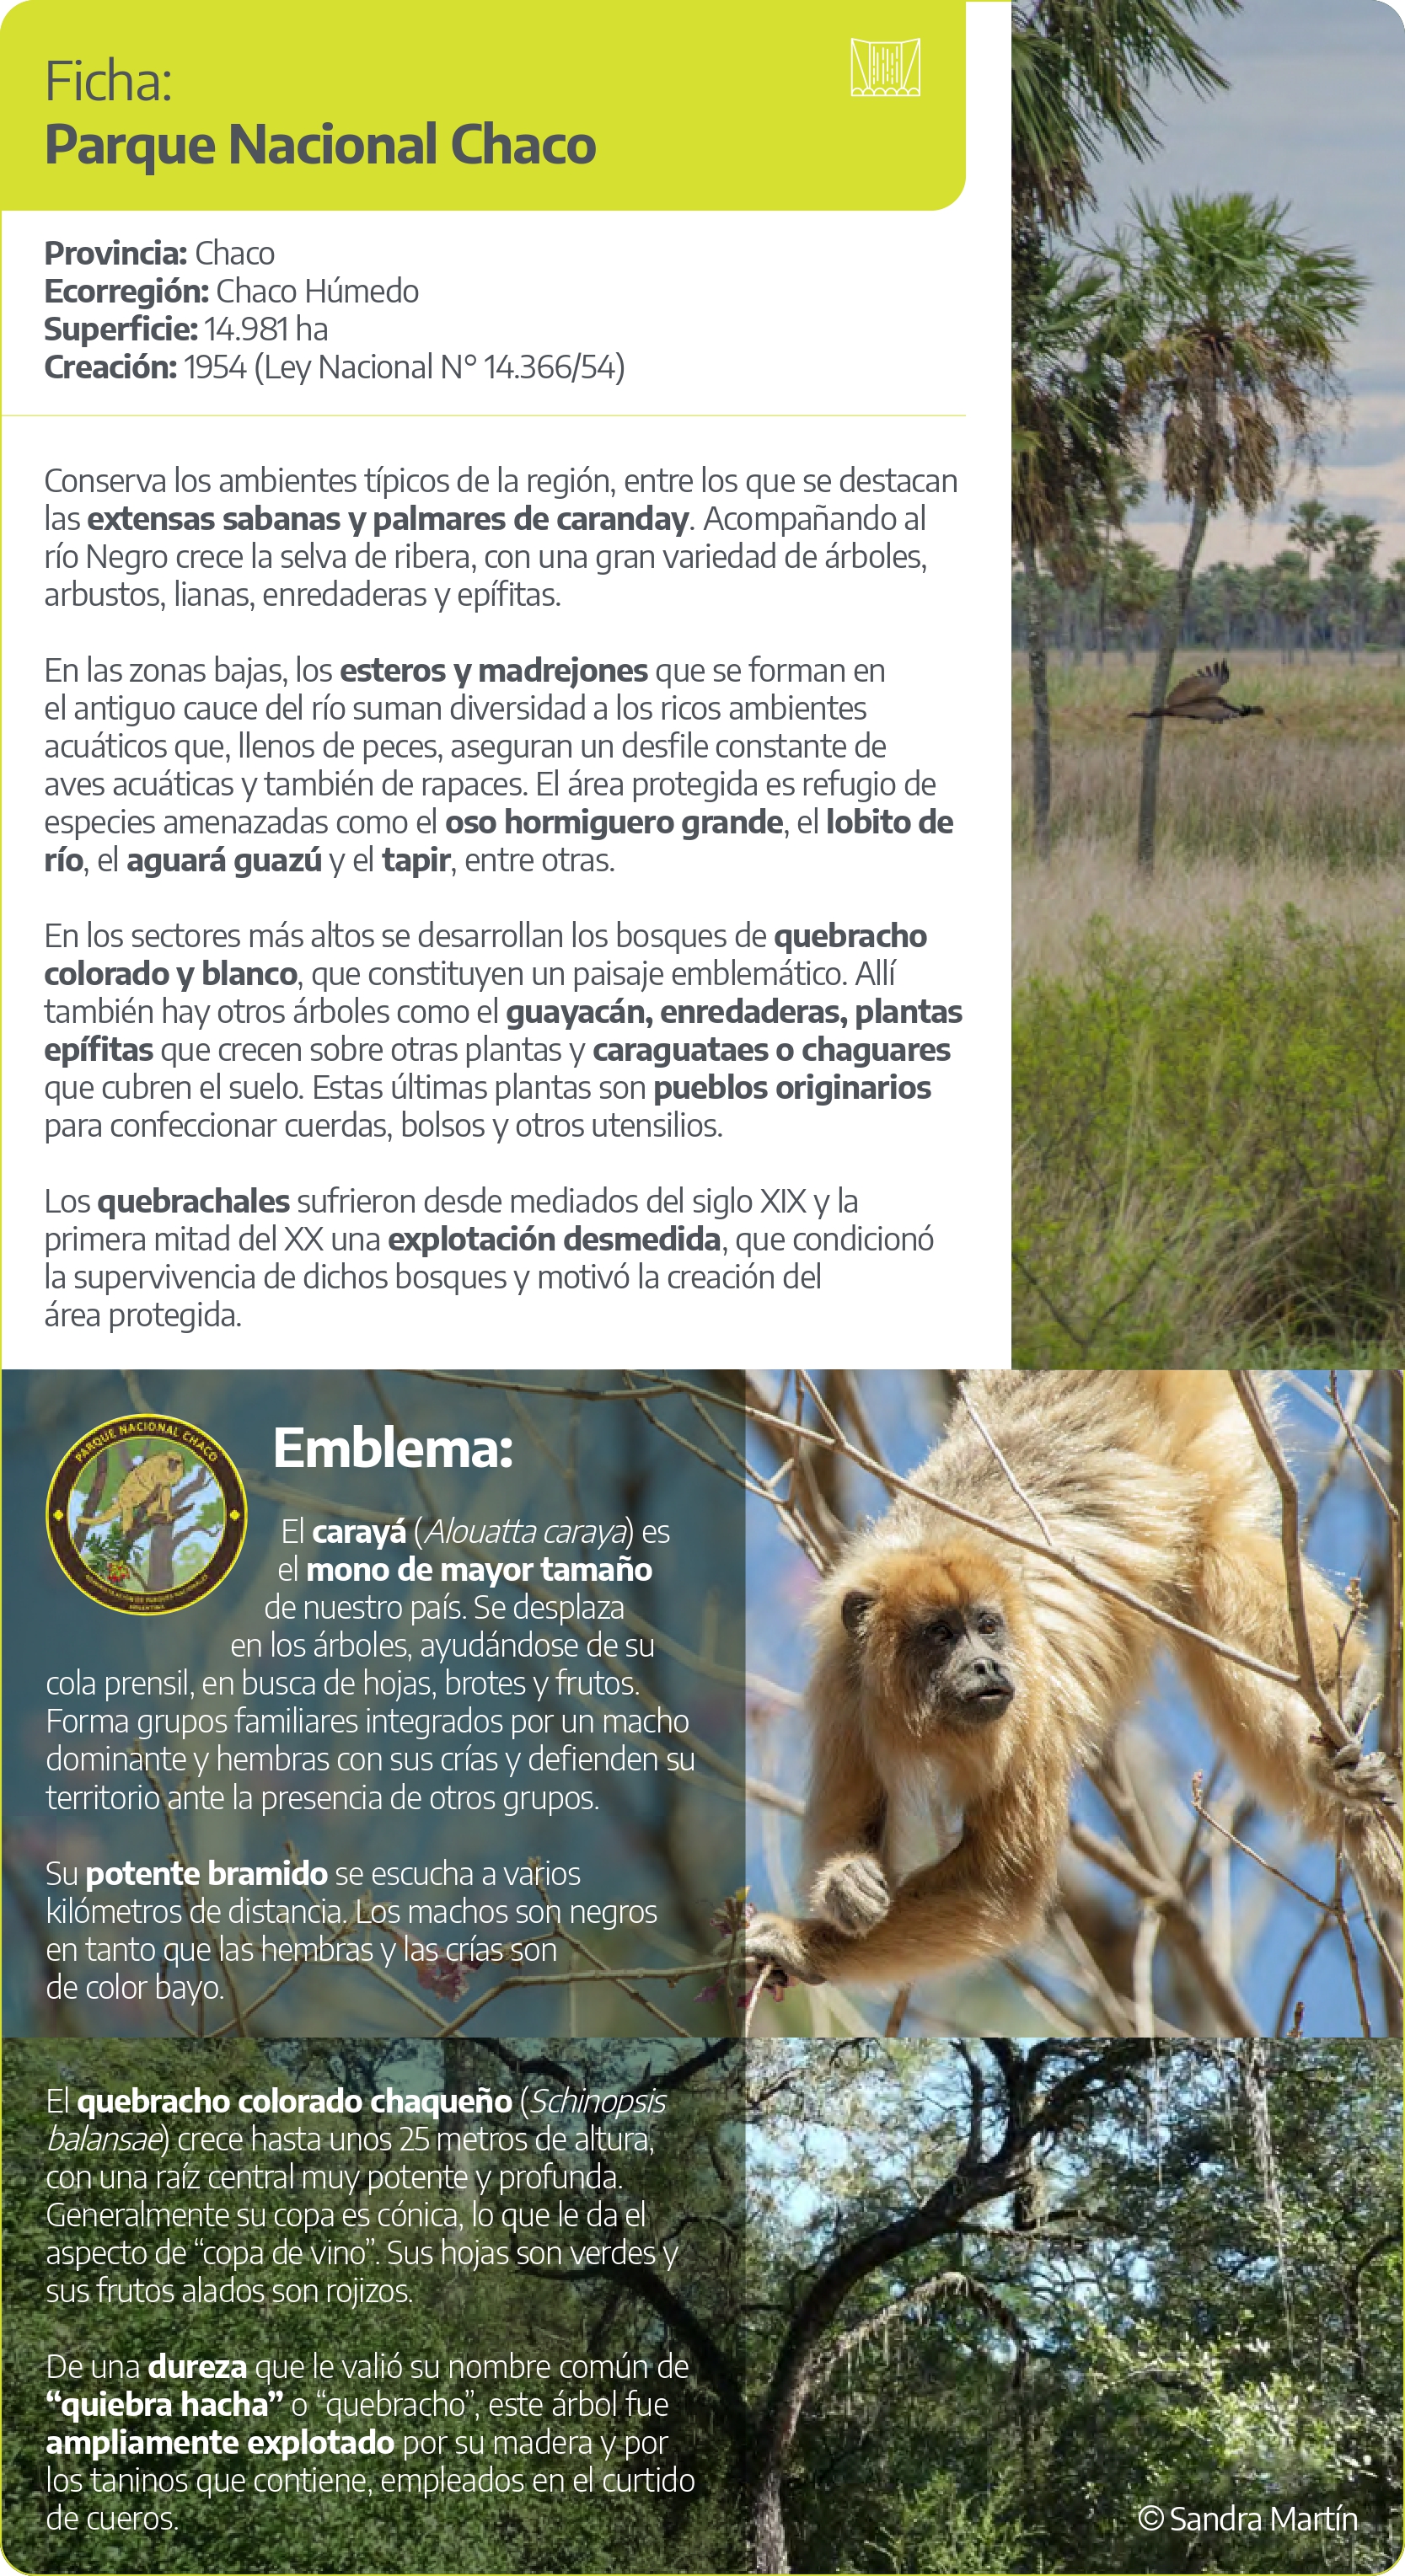 Ficha:
Parque Nacional Chaco
Provincia: Chaco
Ecorregión: Chaco Húmedo
Superficie: 14.981 ha
Creación: 1954 (Ley Nacional N° 14.366/54)
Conserva los ambientes típicos de la región, entre los que se destacan
las extensas sabanas y palmares de caranday. Acompañando al
río Negro crece la selva de ribera, con una gran variedad de árboles,
arbustos, lianas, enredaderas y epífitas.
En las zonas bajas, los esteros y madrejones que se forman en
el antiguo cauce del río suman diversidad a los ricos ambientes
acuáticos que, llenos de peces, aseguran un desfile constante de
aves acuáticas y también de rapaces. El área protegida es refugio de
especies amenazadas como el oso hormiguero grande, el lobito de
río, el aguará guazú y el tapir, entre otras.
En los sectores más altos se desarrollan los bosques de quebracho
colorado y blanco, que constituyen un paisaje emblemático. Allí
también hay otros árboles como el guayacán, enredaderas, plantas
epífitas que crecen sobre otras plantas y caraguataes o chaguares
que cubren el suelo. Estas últimas plantas son pueblos originarios
para confeccionar cuerdas, bolsos y otros utensilios.
Los quebrachales sufrieron desde mediados del siglo XIX y la
primera mitad del XX una explotación desmedida, que condicionó
la supervivencia de dichos bosques y motivó la creación del
área protegida.
PARQUE NACIONAL CHACO
ADMINISTRACIÓN DE PARQUES NACIONALES
ARGENTINA
Emblema:
El carayá (Alouatta caraya) es
el mono de mayor tamaño
de nuestro país. Se desplaza
en los árboles, ayudándose de su
cola prensil, en busca de hojas, brotes y frutos.
Forma grupos familiares integrados por un macho
dominante y hembras con sus crías y defienden su
territorio ante la presencia de otros grupos.
Su potente bramido se escucha a varios
kilómetros de distancia. Los machos son negros
en tanto que las hembras y las crías son
de color bayo.
El quebracho colorado chaqueño (Schinopsis
balansae) crece hasta unos 25 metros de altura,
con una raíz central muy potente y profunda.
Generalmente su copa es cónica, lo que le da el
aspecto de “copa de vino”. Sus hojas son verdes y
sus frutos alados son rojizos.
De una dureza que le valió su nombre común de
“quiebra hacha” o “quebracho”, este árbol fue
ampliamente explotado por su madera y por
los taninos que contiene, empleados en el curtido
de cueros.
© Sandra Martín